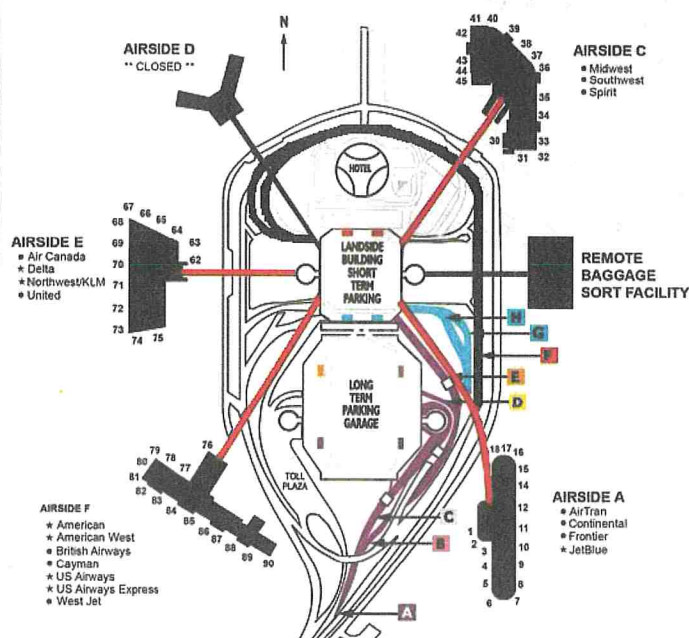 N
AIRSIDE D
** CLOSED **
41 40
39
42
38
37
43
44
36
45
35
34
30
33
31
32
AIRSIDE C
• Midwest
• Southwest
• Spirit
HOTEL
67
68
66
65
64
69
63
70
62
71
72
73
74
75
AIRSIDE E
• Air Canada
★ Delta
★ Northwest/KLM
• United
LANDSIDE
BUILDING
SHORT
TERM
PARKING
REMOTE
BAGGAGE
SORT FACILITY
H
G
F
E
D
LONG
TERM
PARKING
GARAGE
76
79
80
78
77
81
82
83
84
85
86
87
88
89
90
TOLL
PLAZA
18 17 16
15
14
12
1
11
2
3
10
4
9
5
8
6
7
C
B
A
AIRSIDE A
• AirTran
• Continental
• Frontier
★ JetBlue
AIRSIDE F
★ American
★ American West
• British Airways
• Cayman
★ US Airways
★ US Airways Express
• West Jet